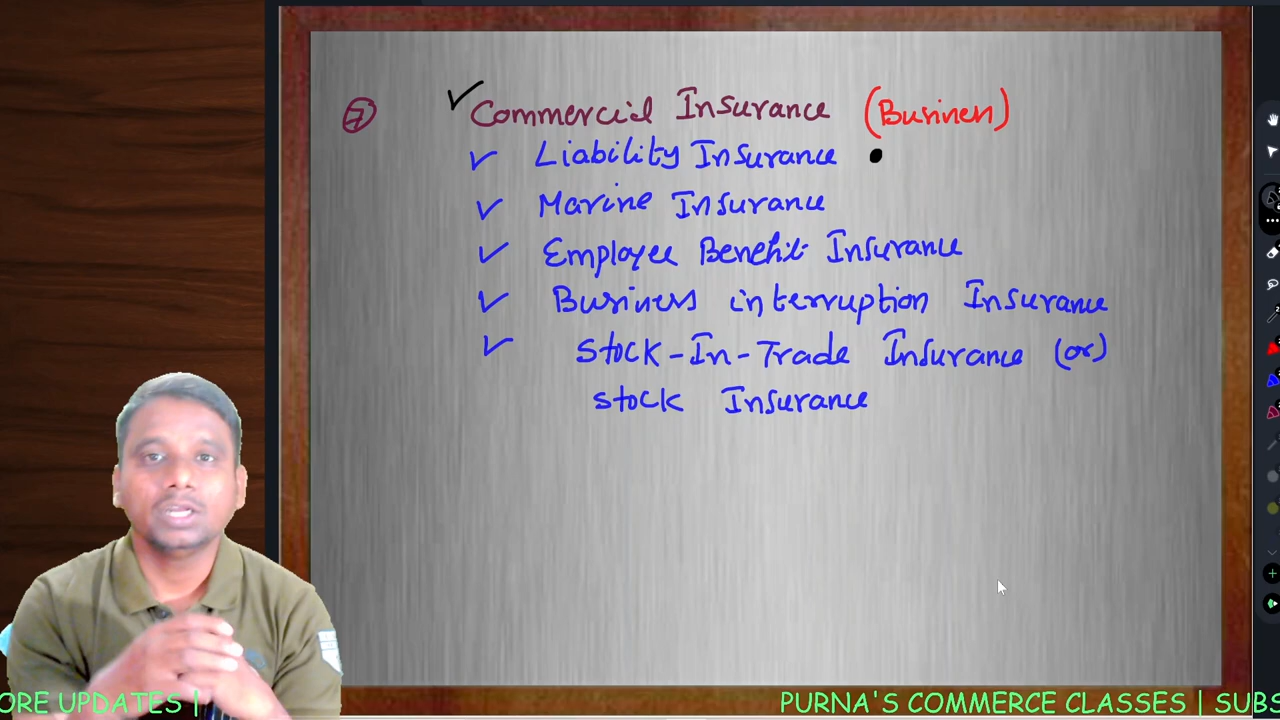 7 Commercial Insurance (Business)
Liability Insurance
Marine Insurance
Employee Benefit Insurance
Business interruption Insurance
Stock-In-Trade Insurance (or)
stock Insurance
ORE UPDATES | PURNA'S COMMERCE CLASSES | SUBS